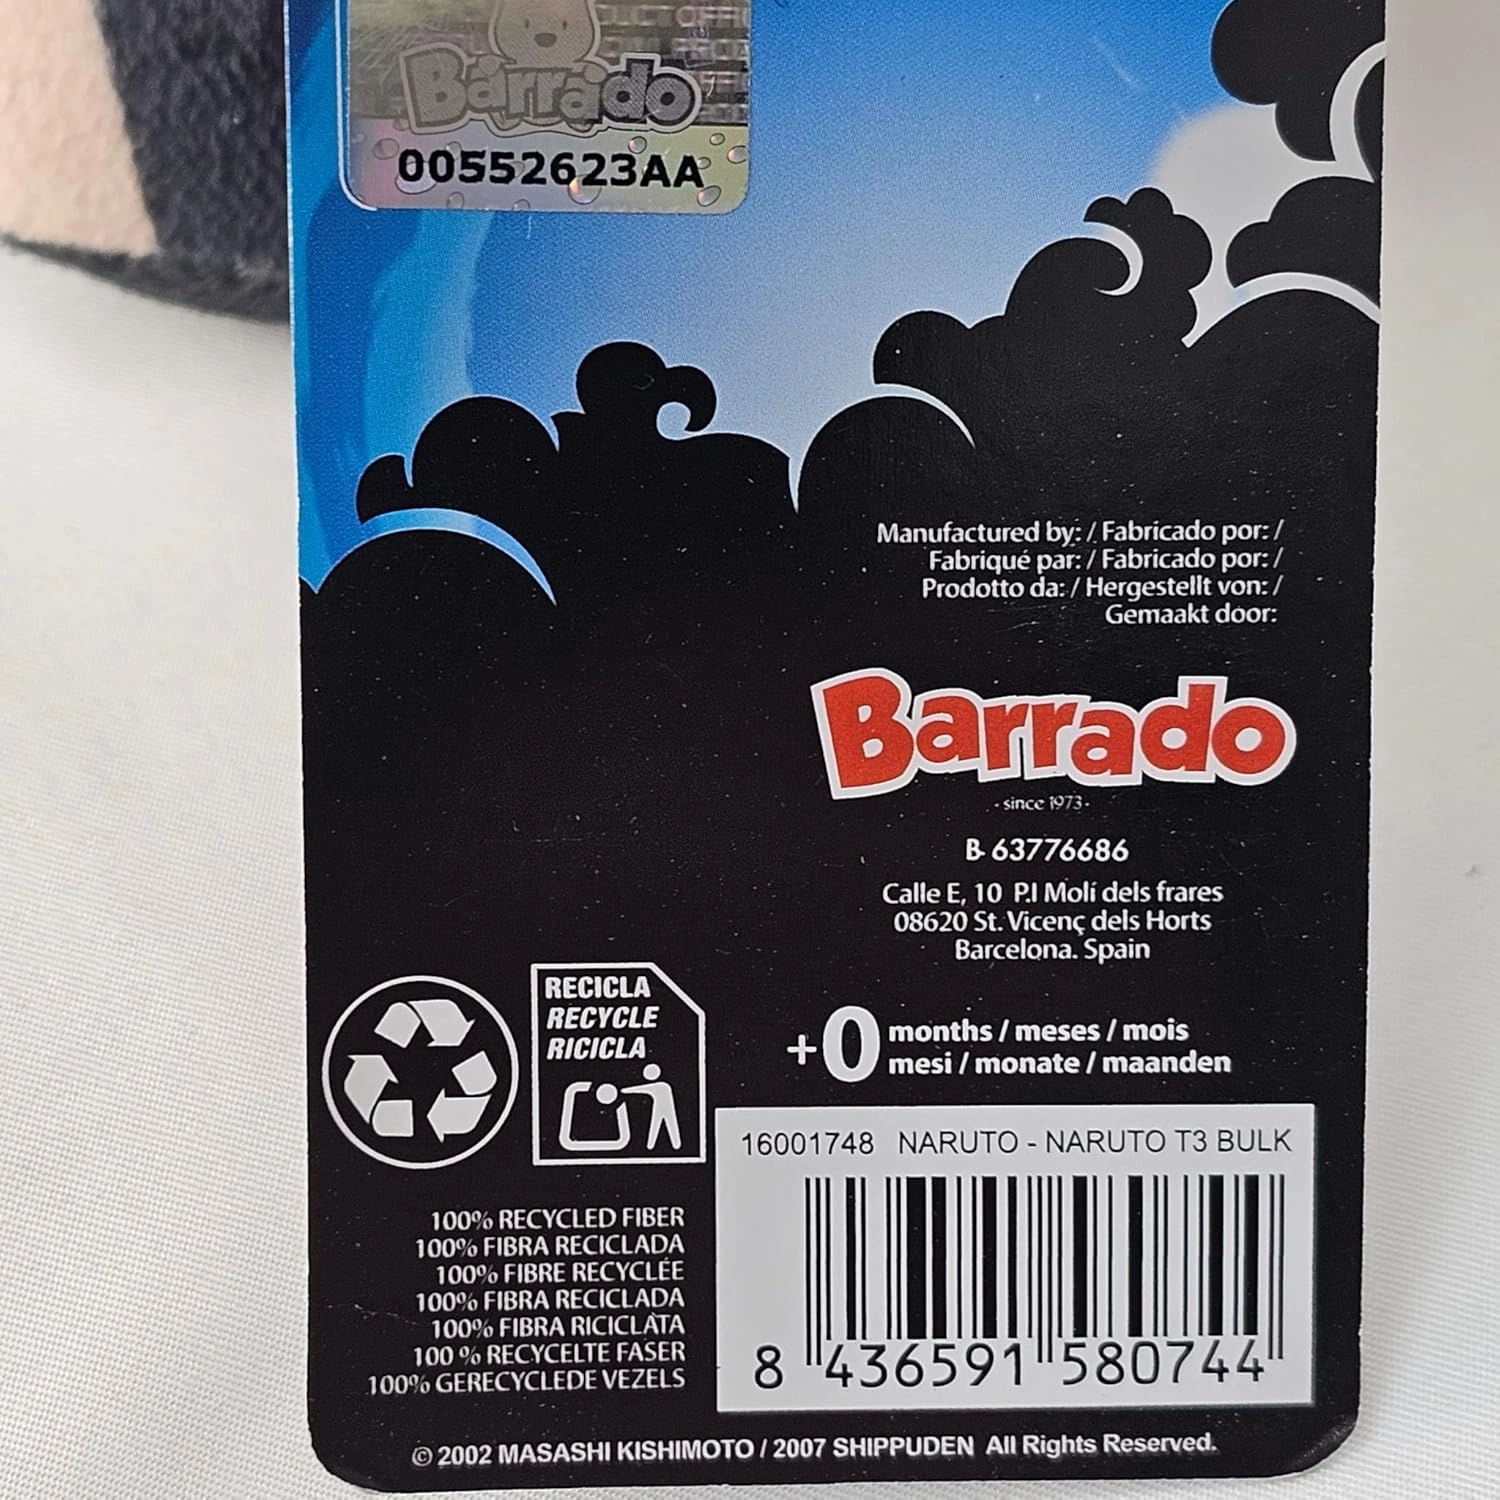 Barrado
00552623AA
Manufactured by: / Fabricado por: /
Fabriqué par: / Fabricado por: /
Prodotto da: / Hergestellt von: /
Gemaakt door:
Barrado
- since 1973 -
B- 63776686
Calle E, 10 P.I Molí dels frares
08620 St. Vicenç dels Horts
Barcelona. Spain
+0 months / meses / mois
mesi / monate / maanden
RECICLA
RECYCLE
RICICLA
16001748 NARUTO - NARUTO T3 BULK
8 436591 580744
100% RECYCLED FIBER
100% FIBRA RECICLADA
100% FIBRE RECYCLÉE
100% FIBRA RECICLADA
100% FIBRA RICICLATA
100 % RECYCELTE FASER
100% GERECYCLEDE VEZELS
© 2002 MASASHI KISHIMOTO / 2007 SHIPPUDEN All Rights Reserved.